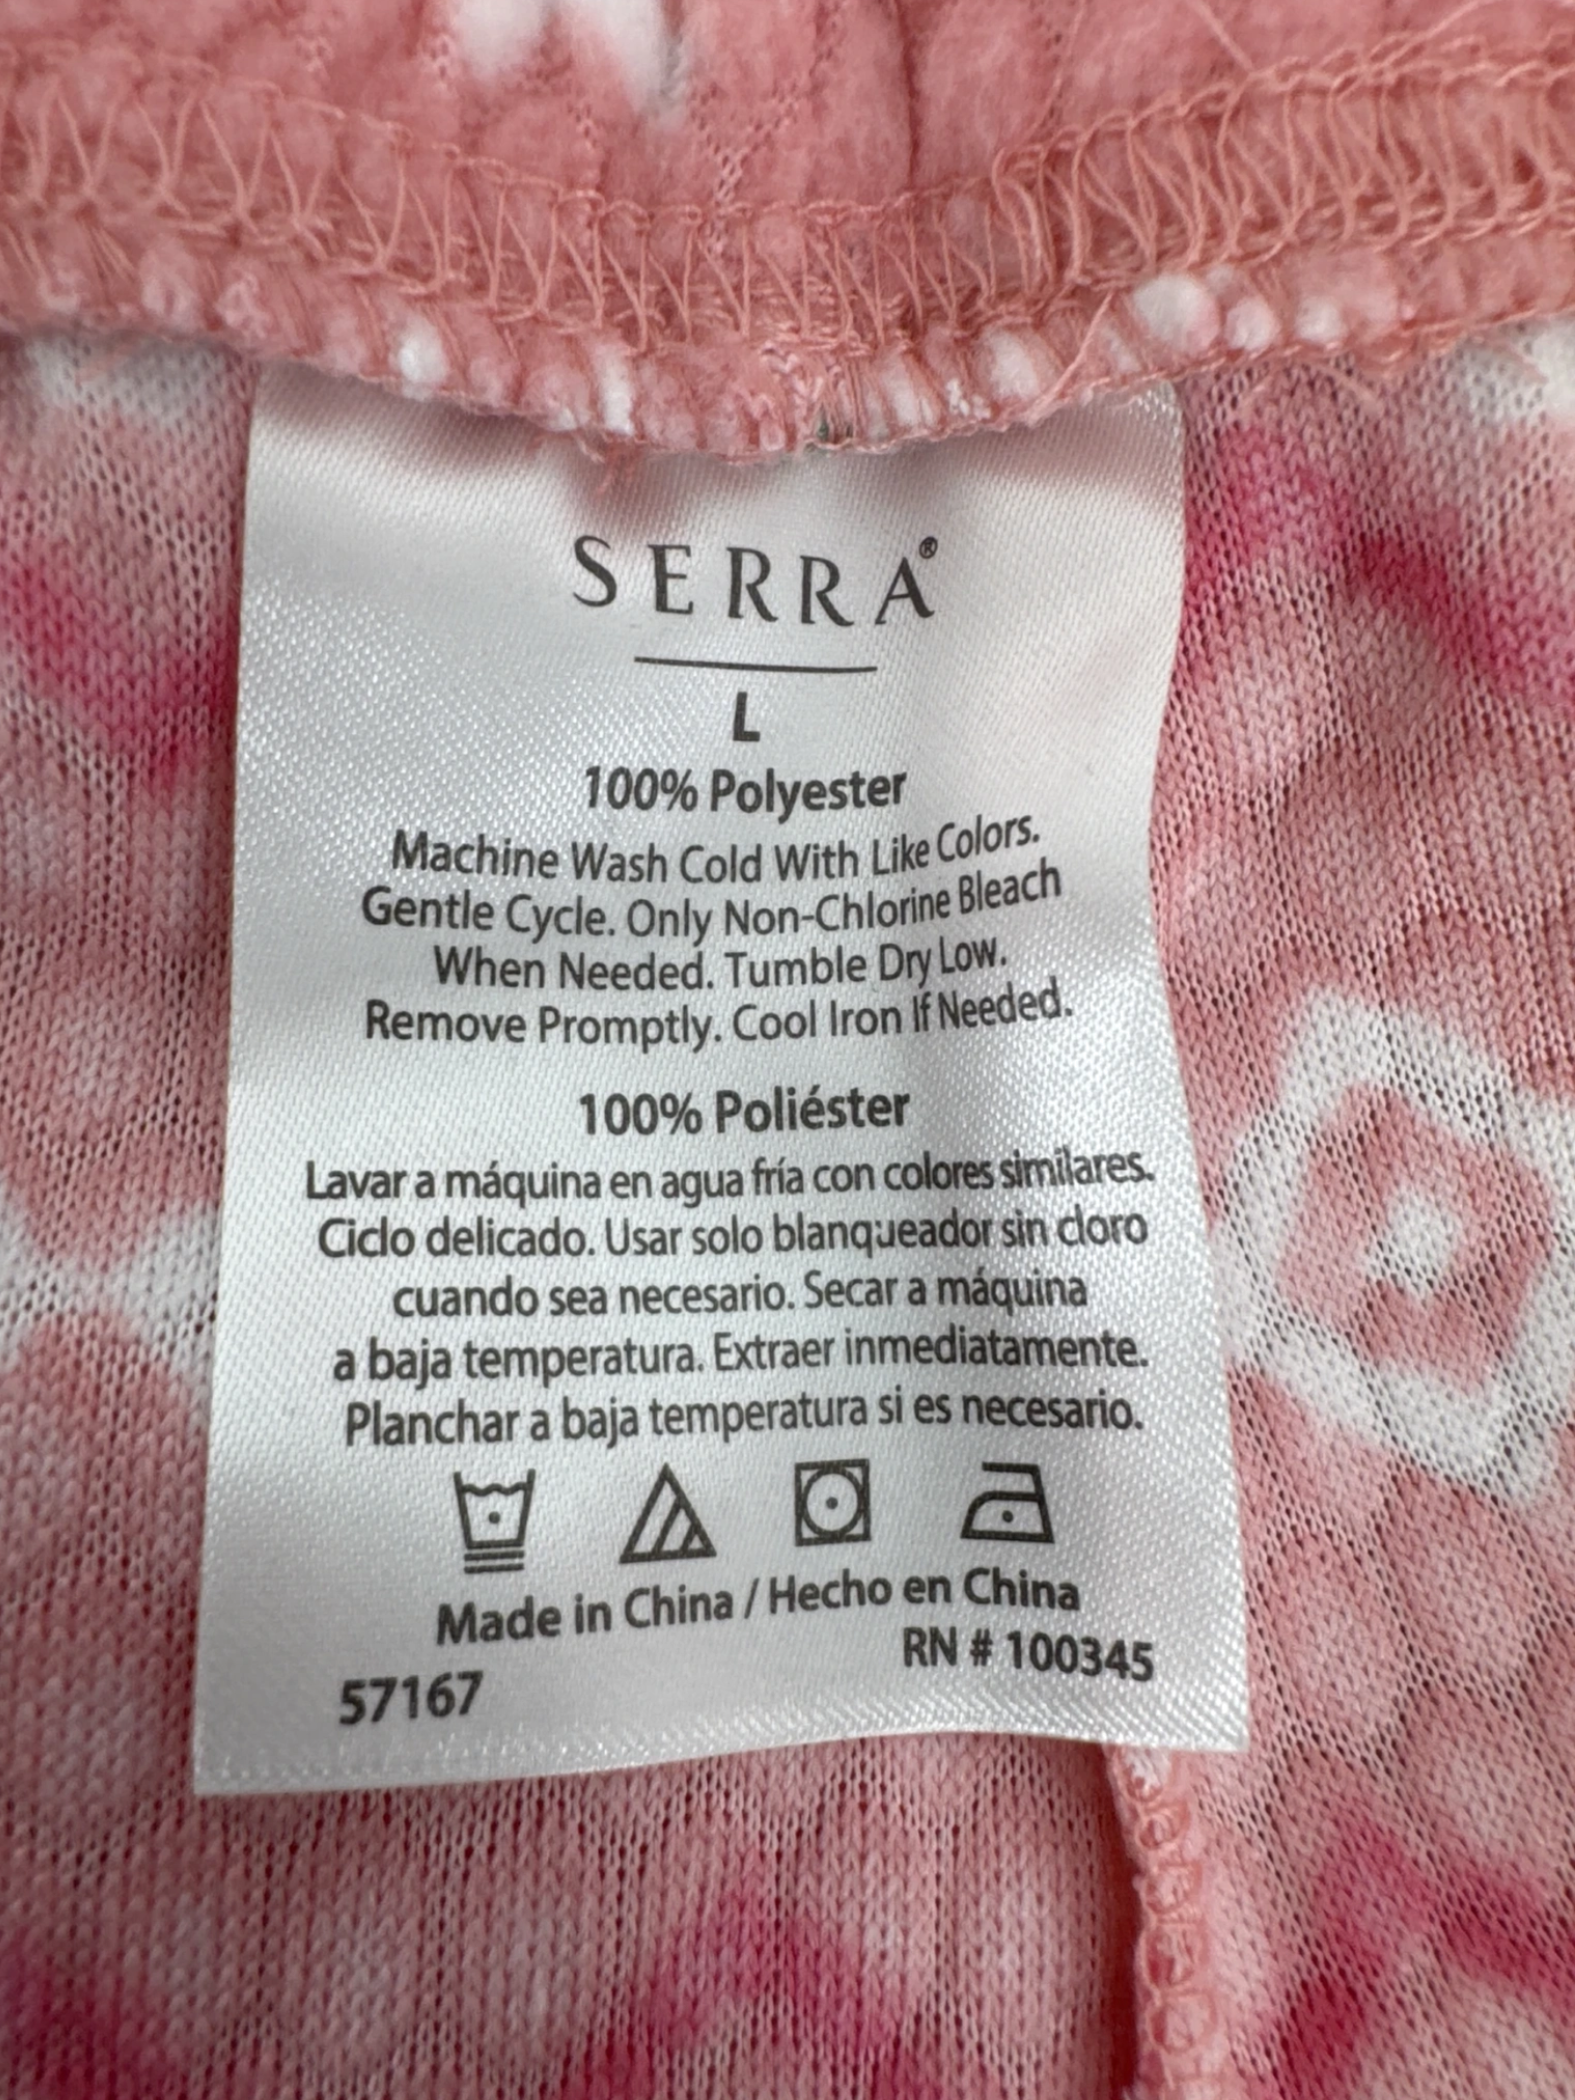 SERRA®
L
100% Polyester
Machine Wash Cold With Like Colors.
Gentle Cycle. Only Non-Chlorine Bleach
When Needed. Tumble Dry Low.
Remove Promptly. Cool Iron If Needed.
100% Poliéster
Lavar a máquina en agua fría con colores similares.
Ciclo delicado. Usar solo blanqueador sin cloro
cuando sea necesario. Secar a máquina
a baja temperatura. Extraer inmediatamente.
Planchar a baja temperatura si es necesario.
Made in China / Hecho en China
RN # 100345
57167